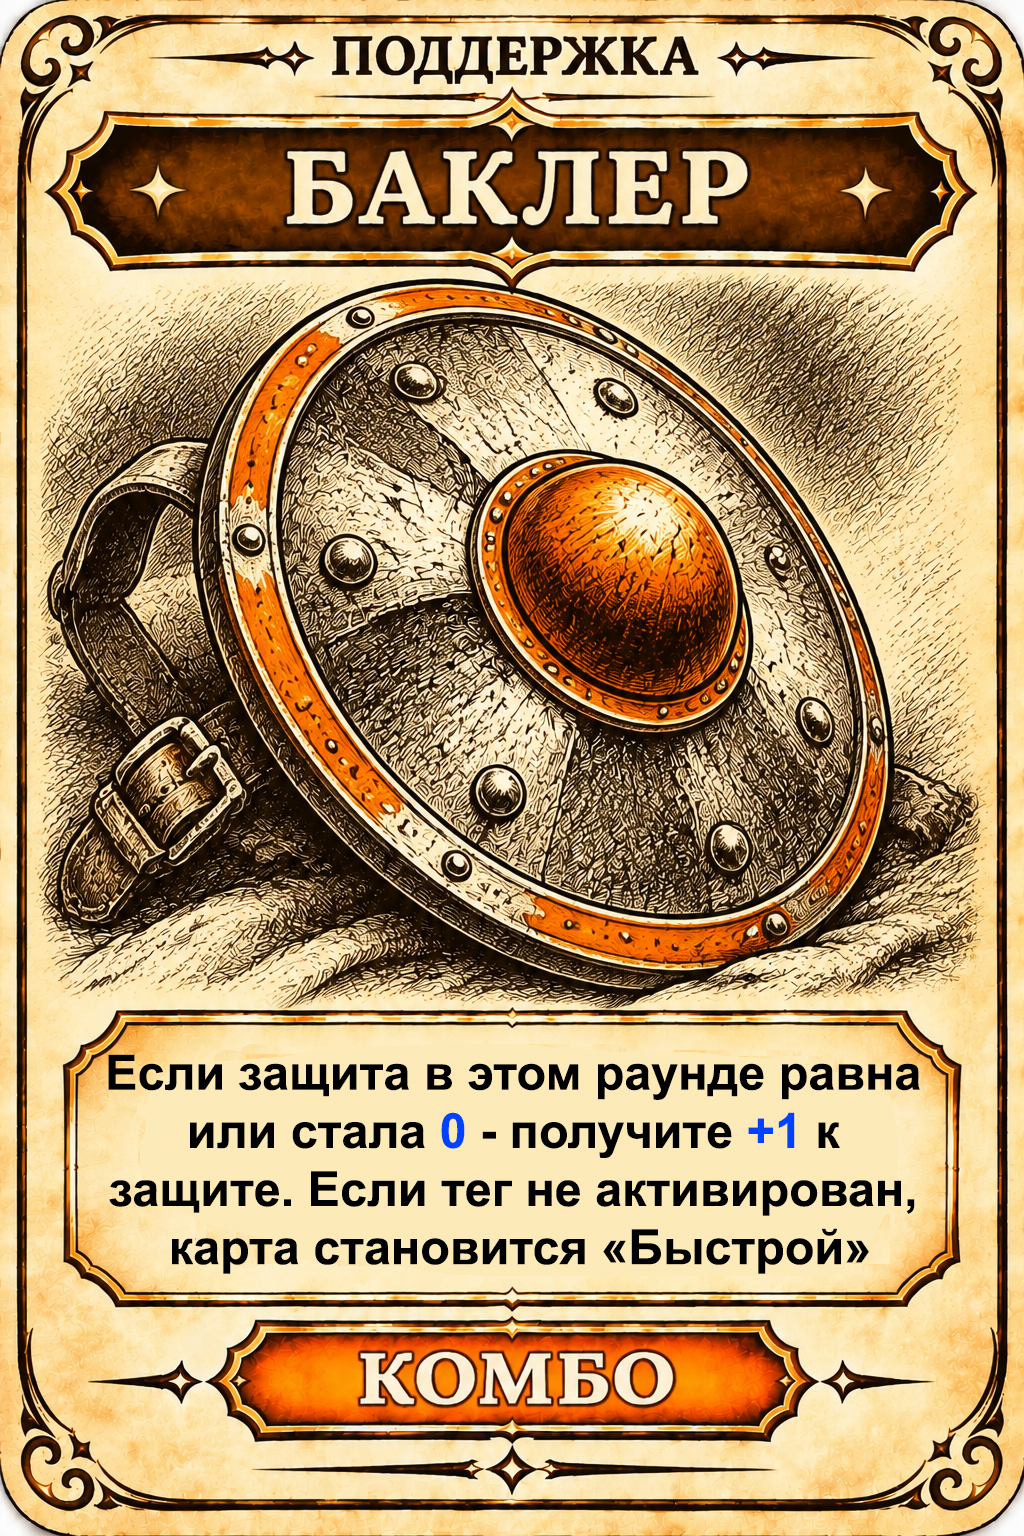 ПОДДЕРЖКА
БАКЛЕР
Если защита в этом раунде равна
или стала 0 - получите +1 к
защите. Если тег не активирован,
карта становится «Быстрой»
КОМБО